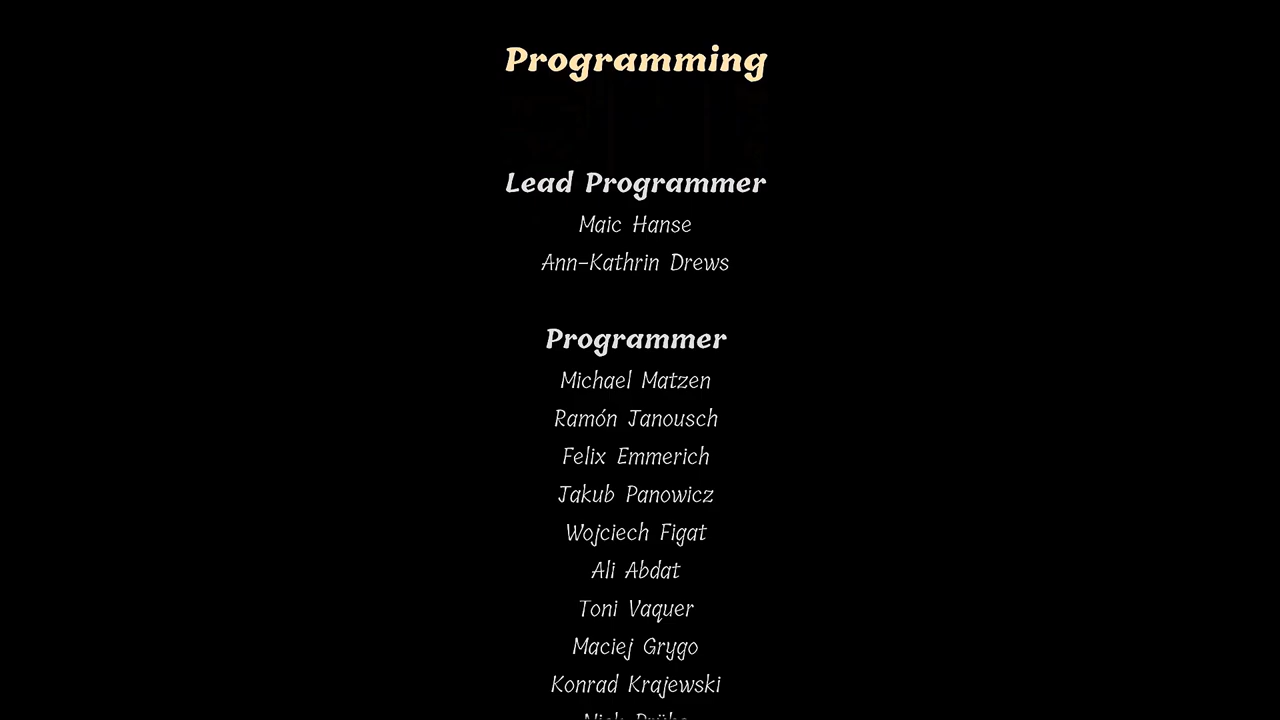 Programming
Lead Programmer
Maic Hanse
Ann-Kathrin Drews
Programmer
Michael Matzen
Ramón Janousch
Felix Emmerich
Jakub Panowicz
Wojciech Figat
Ali Abdat
Toni Vaquer
Maciej Grygo
Konrad Krajewski